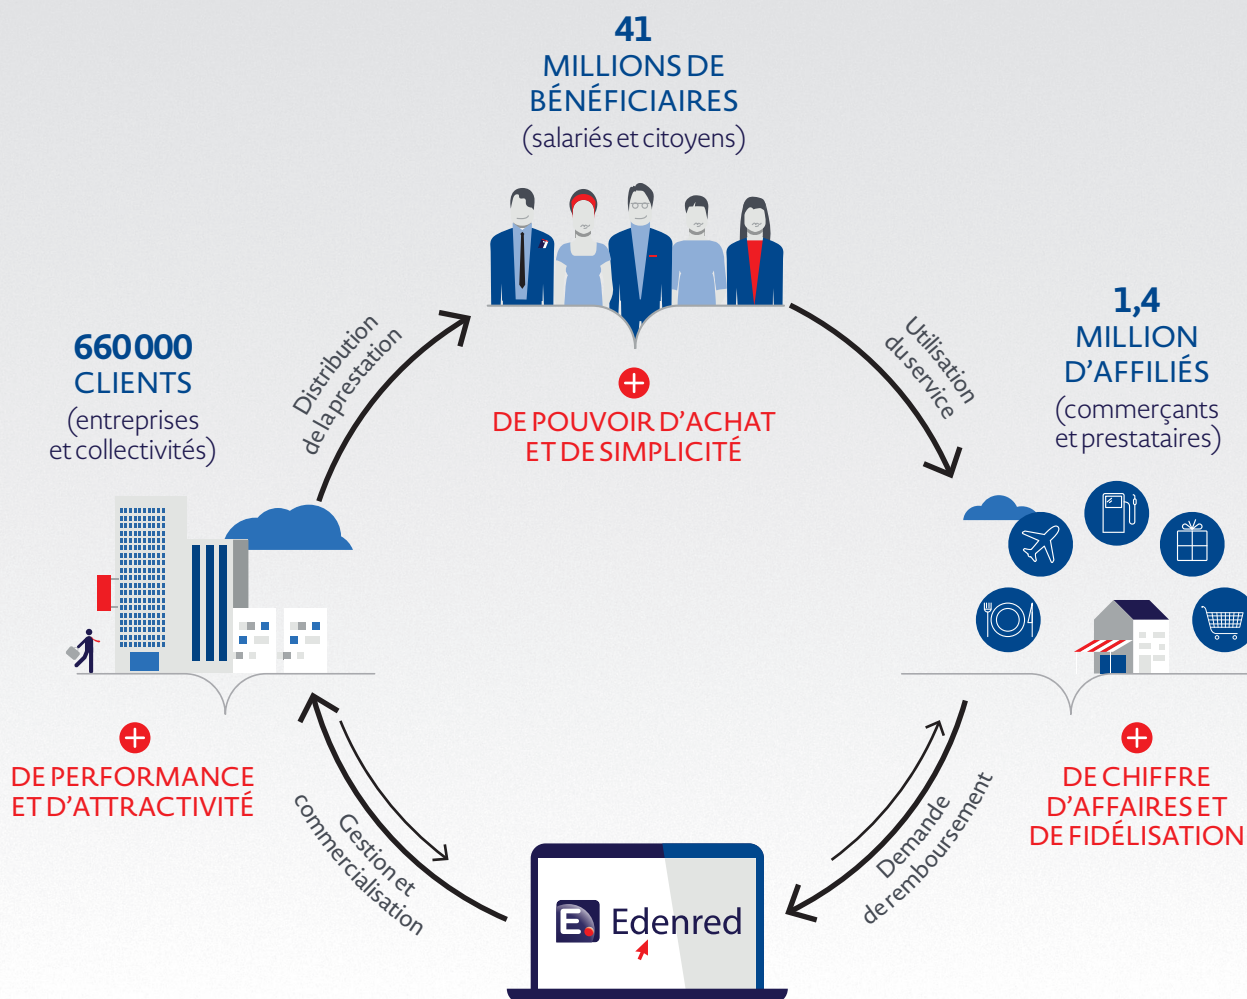 41
MILLIONS DE
BÉNÉFICIAIRES
(salariés et citoyens)
DE POUVOIR D'ACHAT
ET DE SIMPLICITÉ
660 000
CLIENTS
(entreprises
et collectivités)
DE PERFORMANCE
ET D'ATTRACTIVITÉ
Distribution
de la prestation
Utilisation
du service
1,4
MILLION
D'AFFILIÉS
(commerçants
et prestataires)
DE CHIFFRE
D'AFFAIRES ET
DE FIDÉLISATION
Gestion et
commercialisation
Demande
de remboursement
E. Edenred